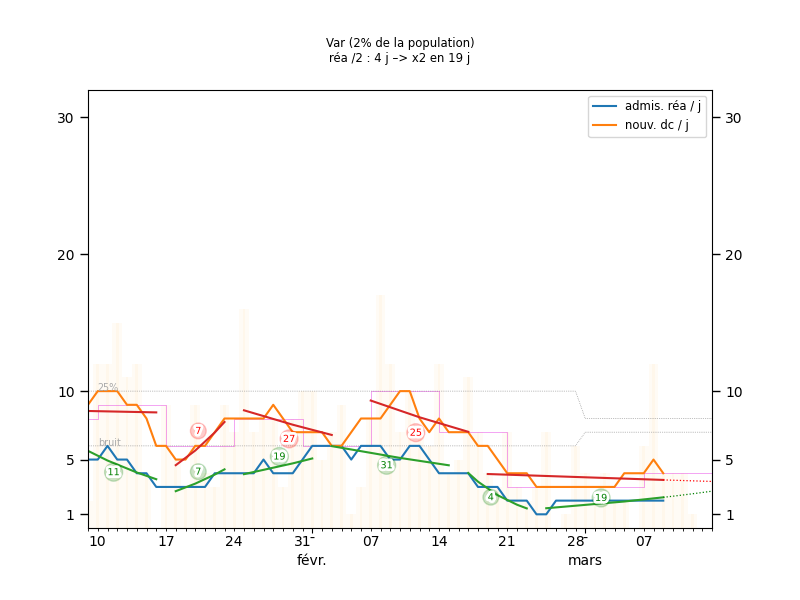 Var (2% de la population)
réa /2 : 4 j –> x2 en 19 j
admis. réa / j
nouv. dc / j
30 30
20 20
10 10
5 5
1 1
25%
bruit
7
27
25
11
7
19
31
4
19
10 17 24 31 07 14 21 28 07
févr. mars